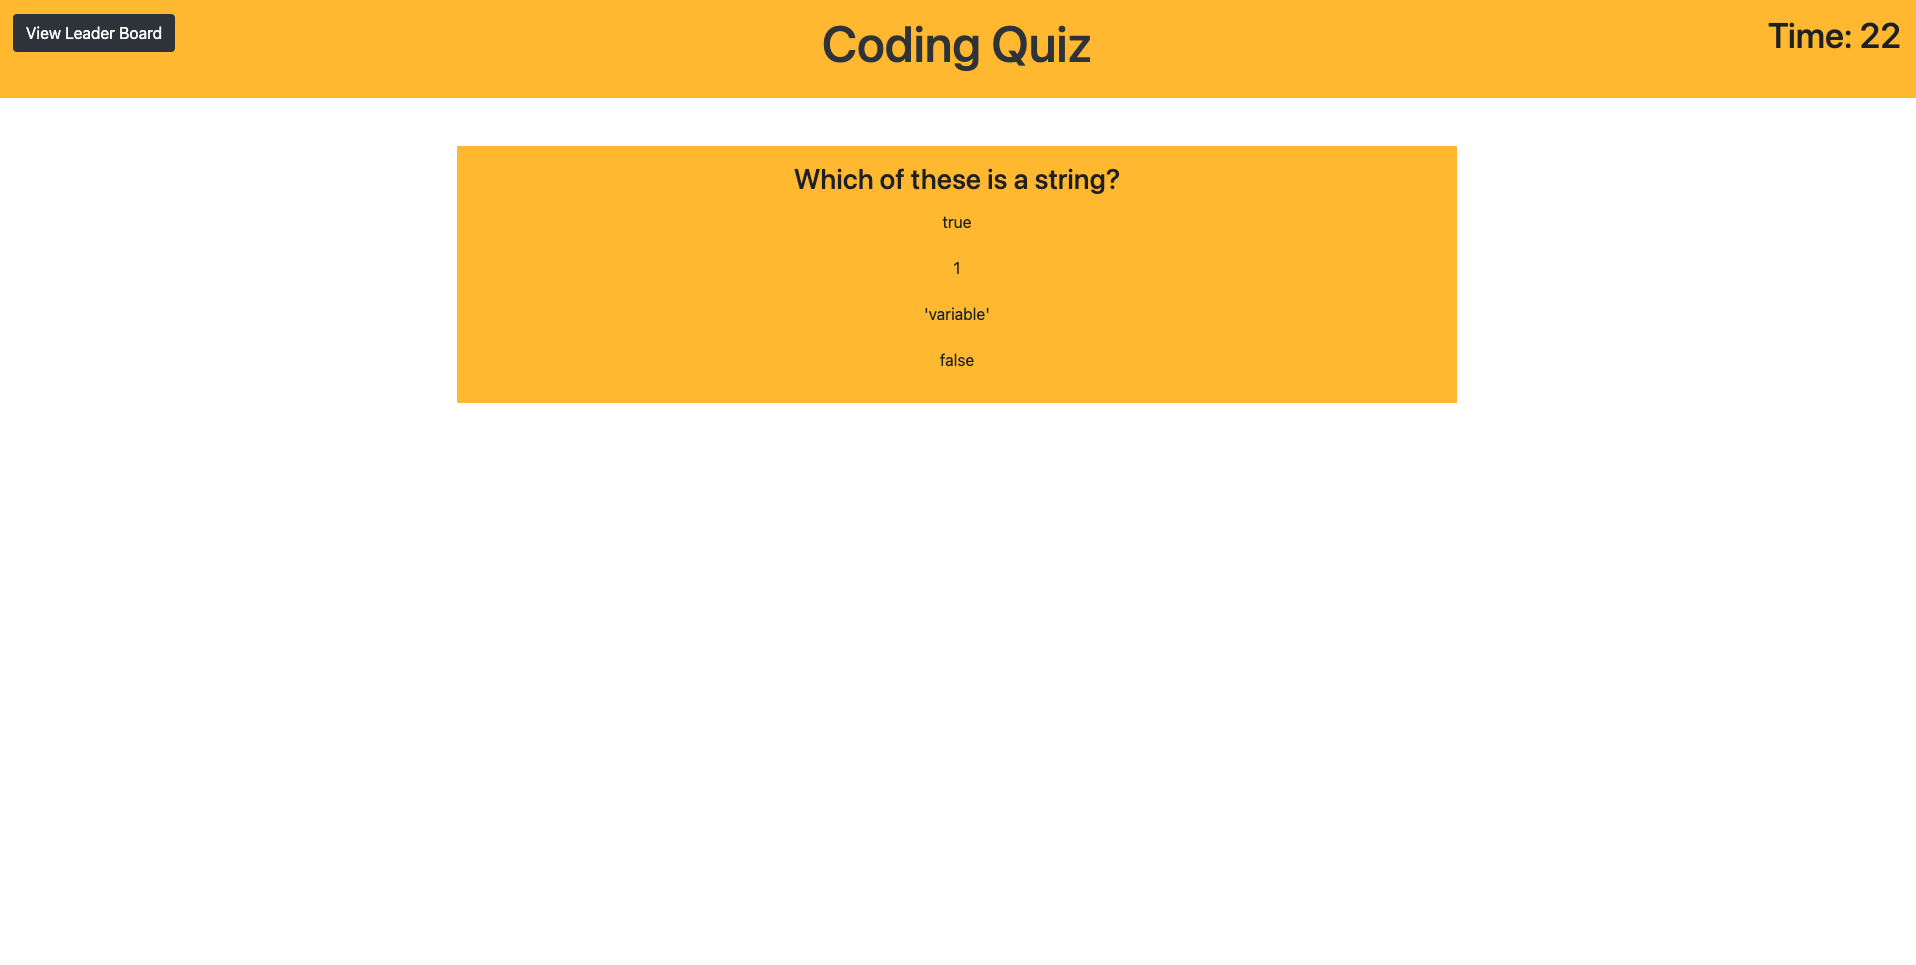 View Leader Board
Coding Quiz
Time: 22
Which of these is a string?
true
1
'variable'
false